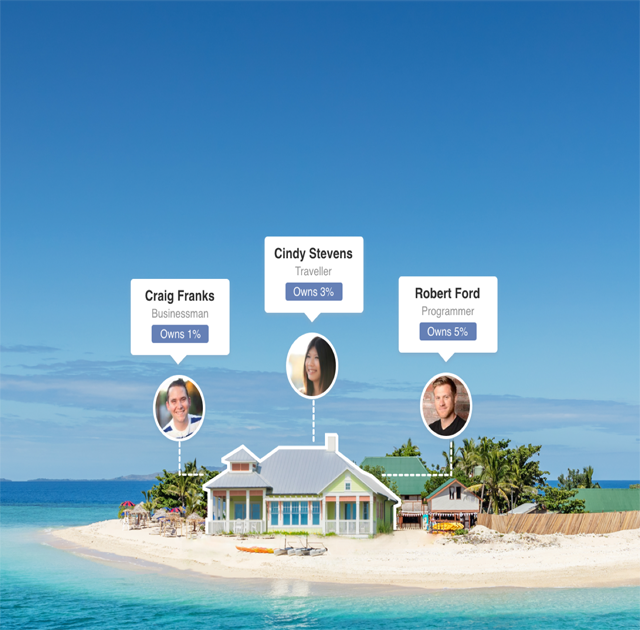 Cindy Stevens
Traveller
Owns 3%
Craig Franks
Businessman
Owns 1%
Robert Ford
Programmer
Owns 5%